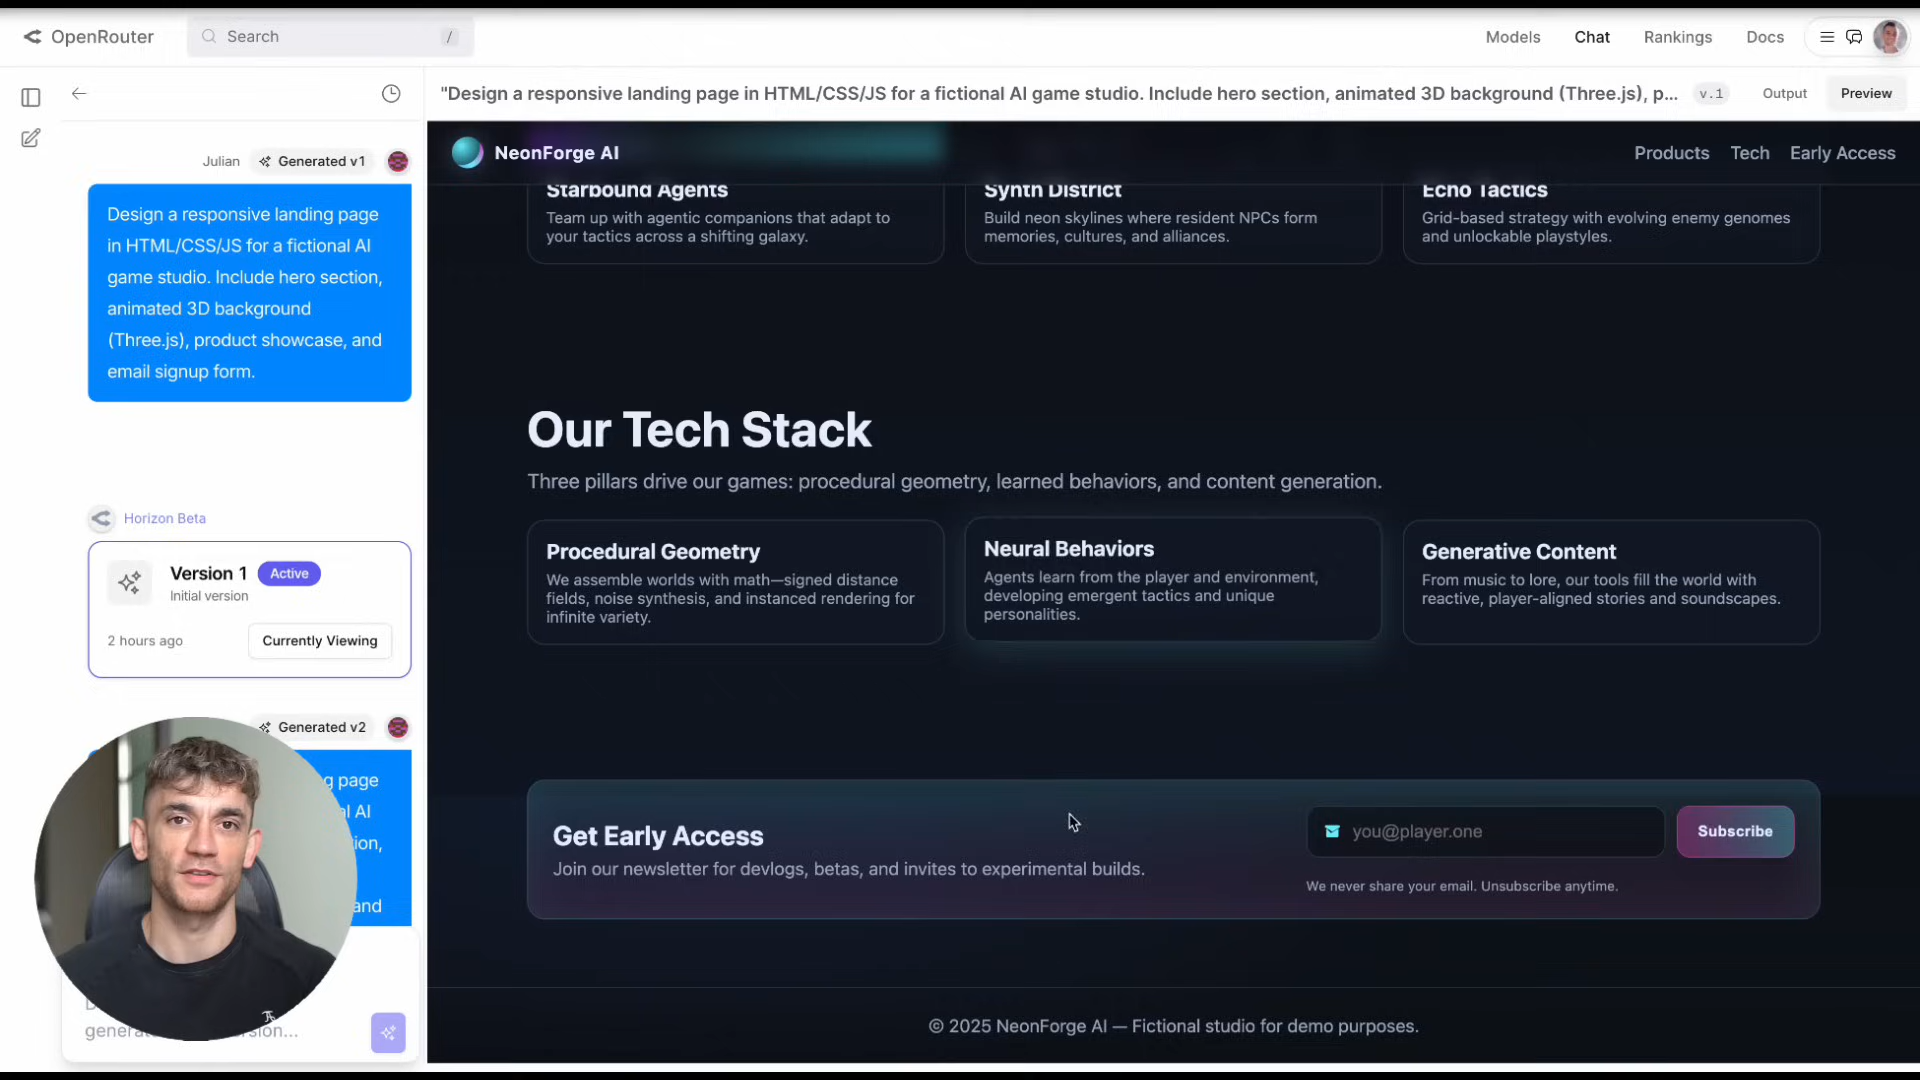 OpenRouter
Search
/
Models
Chat
Rankings
Docs
"Design a responsive landing page in HTML/CSS/JS for a fictional AI game studio. Include hero section, animated 3D background (Three.js), p...
v.1
Output
Preview
Julian
Generated v1
Design a responsive landing page
in HTML/CSS/JS for a fictional AI
game studio. Include hero section,
animated 3D background
(Three.js), product showcase, and
email signup form.
Horizon Beta
Version 1
Active
Initial version
2 hours ago
Currently Viewing
Generated v2
page
AI
and
NeonForge AI
Products
Tech
Early Access
Starbound Agents
Team up with agentic companions that adapt to
your tactics across a shifting galaxy.
Synth District
Build neon skylines where resident NPCs form
memories, cultures, and alliances.
Echo Tactics
Grid-based strategy with evolving enemy genomes
and unlockable playstyles.
Our Tech Stack
Three pillars drive our games: procedural geometry, learned behaviors, and content generation.
Procedural Geometry
We assemble worlds with math—signed distance
fields, noise synthesis, and instanced rendering for
infinite variety.
Neural Behaviors
Agents learn from the player and environment,
developing emergent tactics and unique
personalities.
Generative Content
From music to lore, our tools fill the world with
reactive, player-aligned stories and soundscapes.
Get Early Access
Join our newsletter for devlogs, betas, and invites to experimental builds.
you@player.one
Subscribe
We never share your email. Unsubscribe anytime.
© 2025 NeonForge AI — Fictional studio for demo purposes.